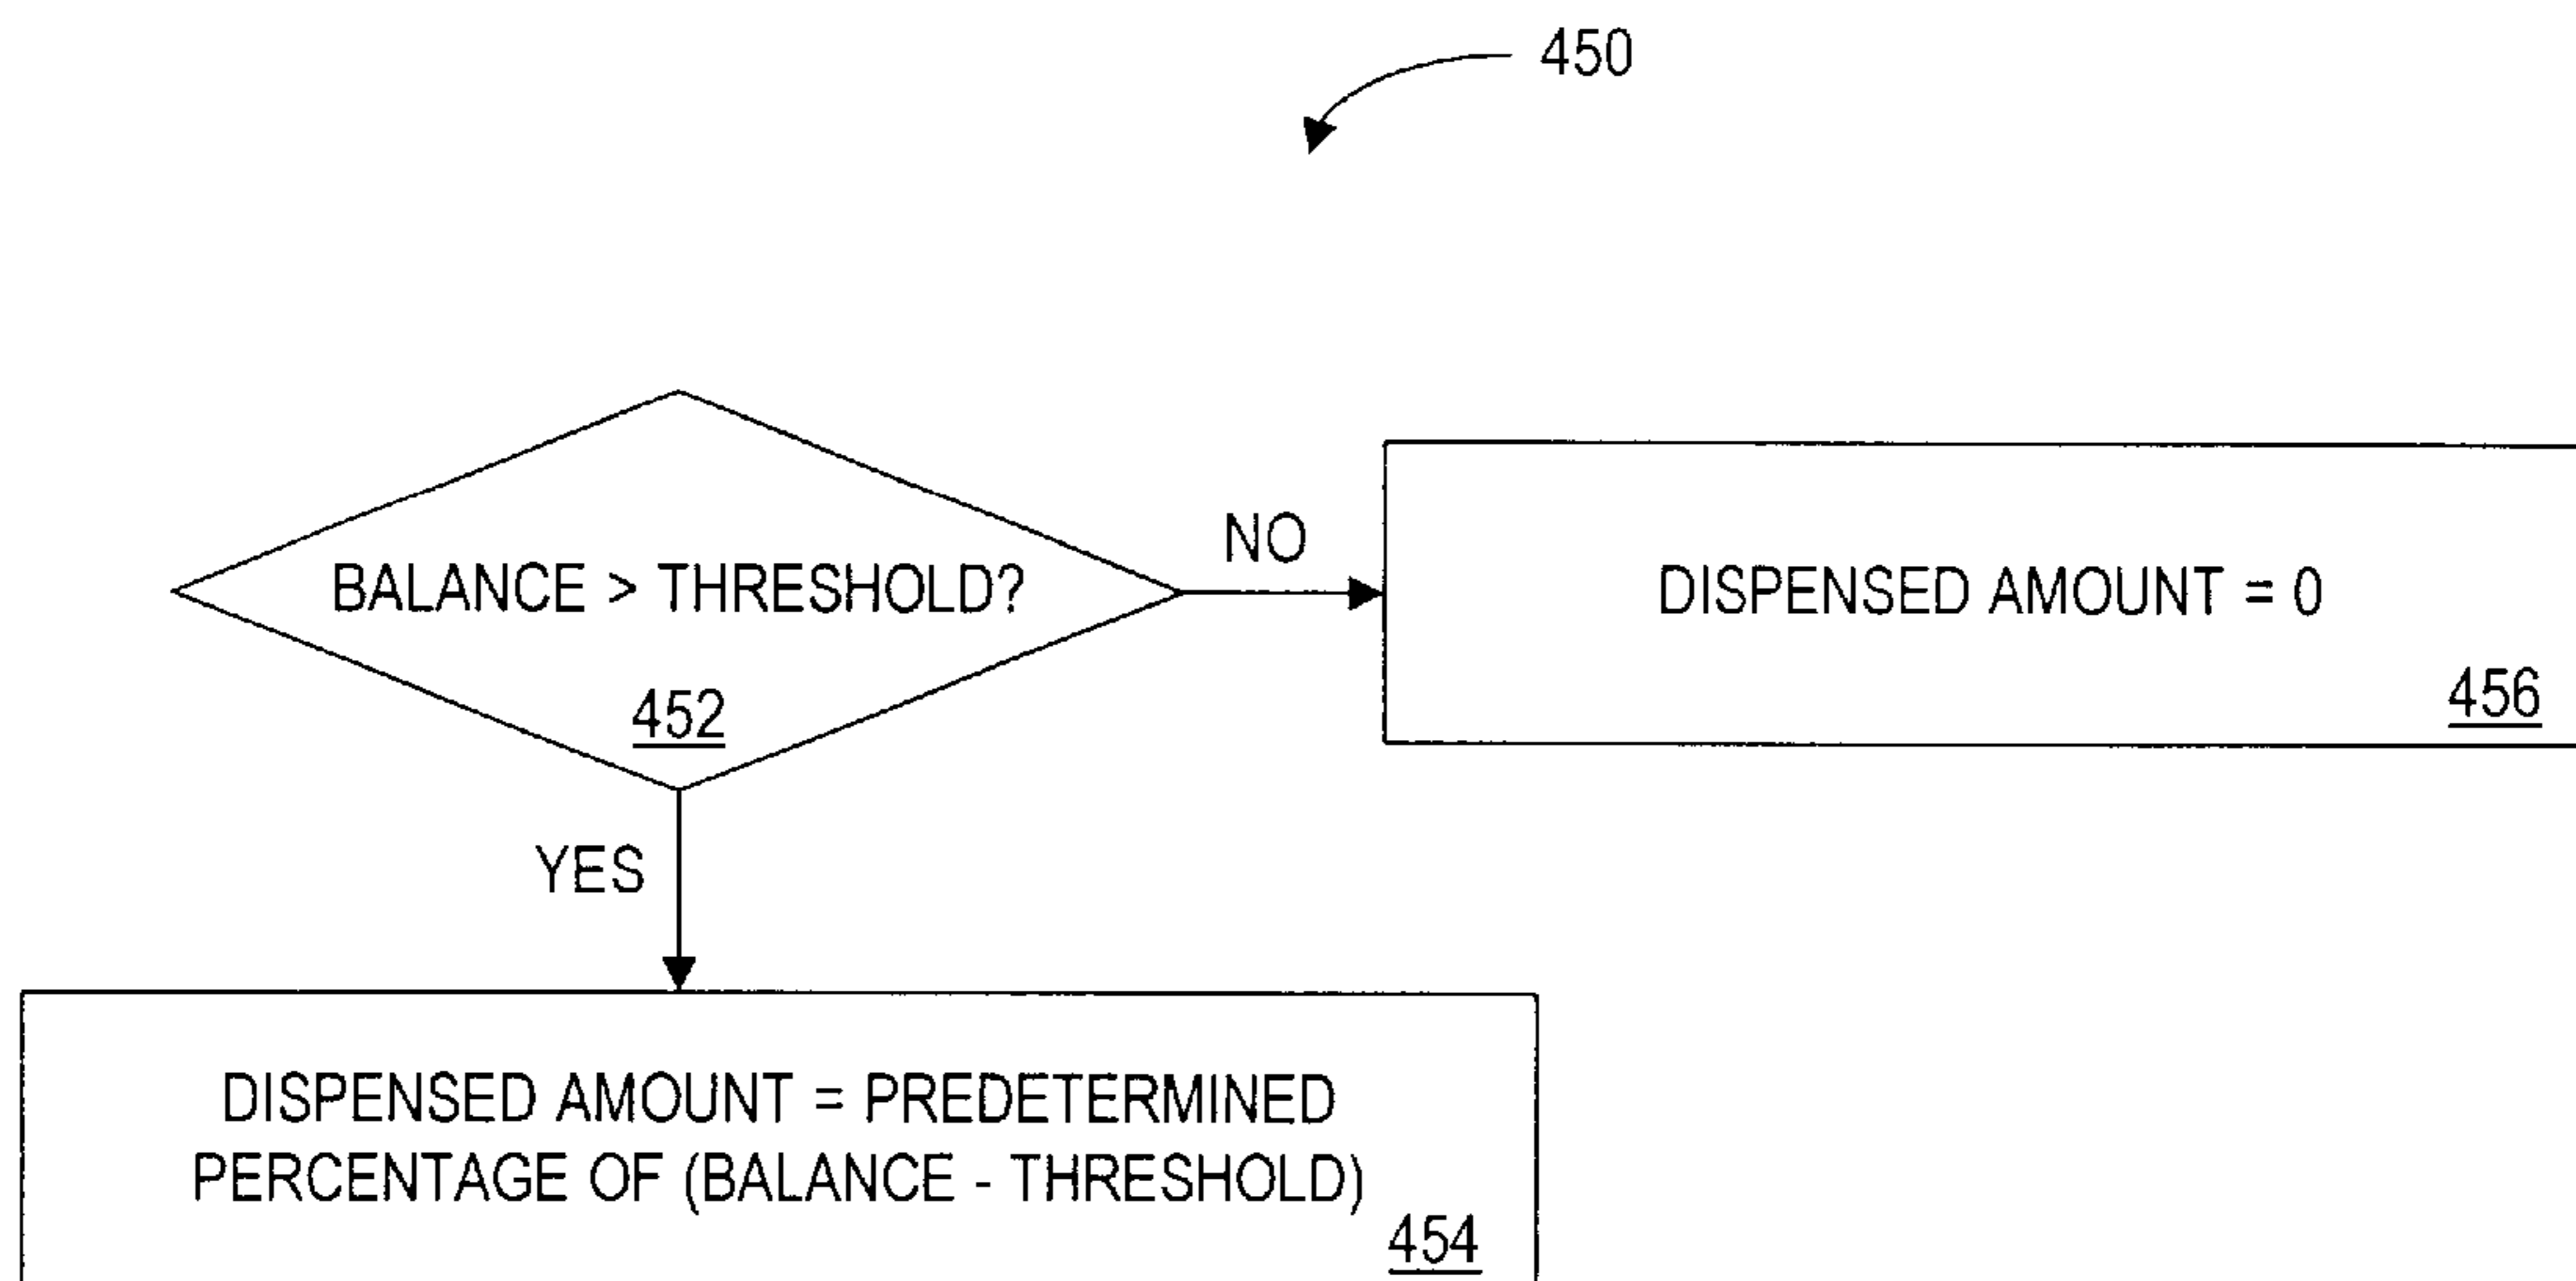 450
BALANCE > THRESHOLD?
452
NO
DISPENSED AMOUNT = 0
456
YES
DISPENSED AMOUNT = PREDETERMINED
PERCENTAGE OF (BALANCE - THRESHOLD)
454